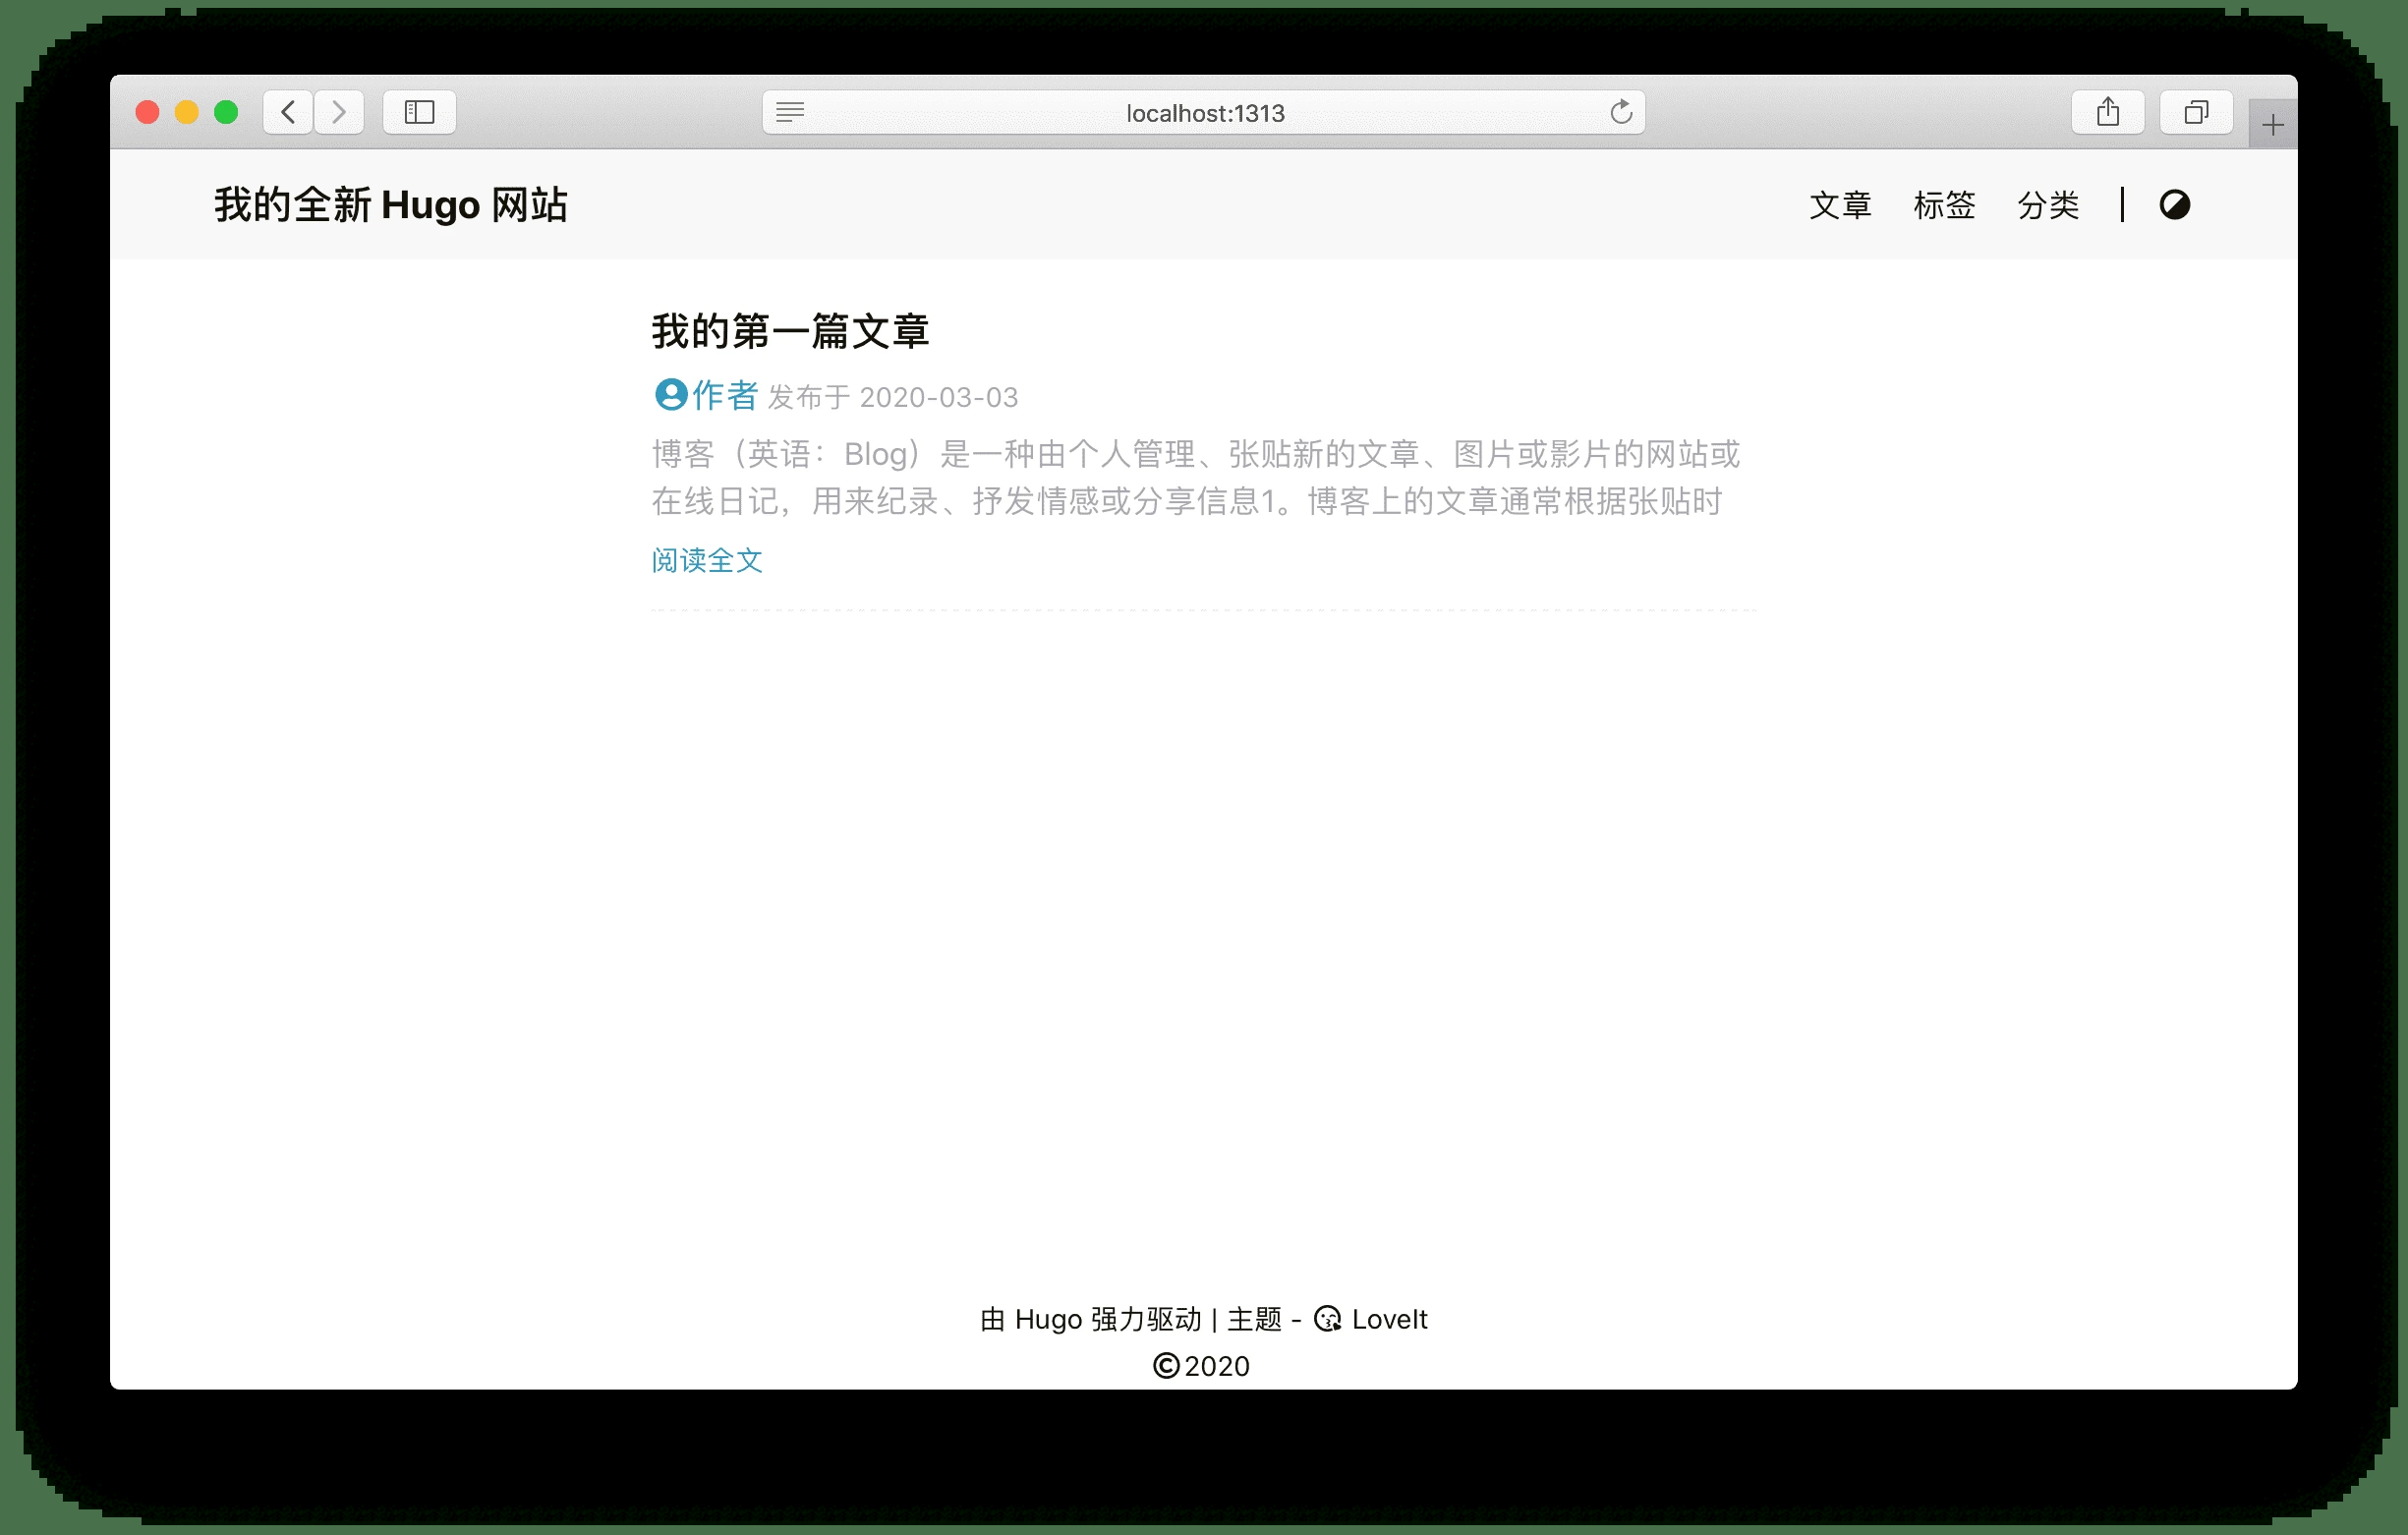 localhost:1313
我的全新 Hugo 网站
文章 标签 分类 |
我的第一篇文章
作者 发布于 2020-03-03
博客（英语：Blog）是一种由个人管理、张贴新的文章、图片或影片的网站或
在线日记，用来纪录、抒发情感或分享信息1。博客上的文章通常根据张贴时
阅读全文
由 Hugo 强力驱动 | 主题 - LoveIt
©2020